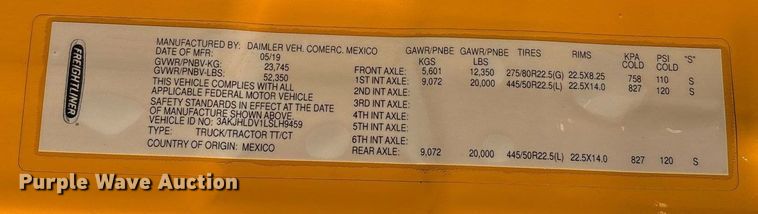 FREIGHTLINER
MANUFACTURED BY: DAIMLER VEH. COMERC. MEXICO
DATE OF MFR: 05/19
GVWR/PNBV-KG: 23,745
GVWR/PNBV-LBS: 52,350
THIS VEHICLE COMPLIES WITH ALL
APPLICABLE FEDERAL MOTOR VEHICLE
SAFETY STANDARDS IN EFFECT AT THE DATE
OF MANUFACTURE SHOWN ABOVE.
VEHICLE ID NO: 3AKJHLDV1LSLH9459
TYPE: TRUCK/TRACTOR TT/CT
COUNTRY OF ORIGIN: MEXICO
GAWR/PNBE GAWR/PNBE TIRES RIMS KPA PSI "S"
KGS LBS COLD COLD
FRONT AXLE: 5,601 12,350 275/80R22.5(G) 22.5X8.25 758 110 S
1ST INT AXLE: 9,072 20,000 445/50R22.5(L) 22.5X14.0 827 120 S
2ND INT AXLE:
3RD INT AXLE:
4TH INT AXLE:
5TH INT AXLE:
6TH INT AXLE:
REAR AXLE: 9,072 20,000 445/50R22.5(L) 22.5X14.0 827 120 S
Purple Wave Auction